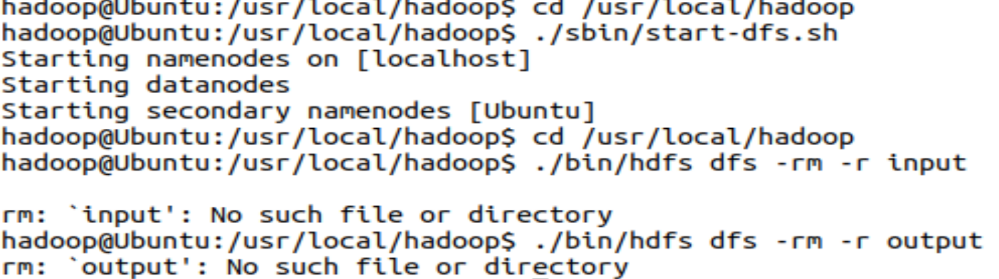 hadoop@Ubuntu:/usr/local/hadoop$ cd /usr/local/hadoop
hadoop@Ubuntu:/usr/local/hadoop$ ./sbin/start-dfs.sh
Starting namenodes on [localhost]
Starting datanodes
Starting secondary namenodes [Ubuntu]
hadoop@Ubuntu:/usr/local/hadoop$ cd /usr/local/hadoop
hadoop@Ubuntu:/usr/local/hadoop$ ./bin/hdfs dfs -rm -r input
rm: `input': No such file or directory
hadoop@Ubuntu:/usr/local/hadoop$ ./bin/hdfs dfs -rm -r output
rm: `output': No such file or directory